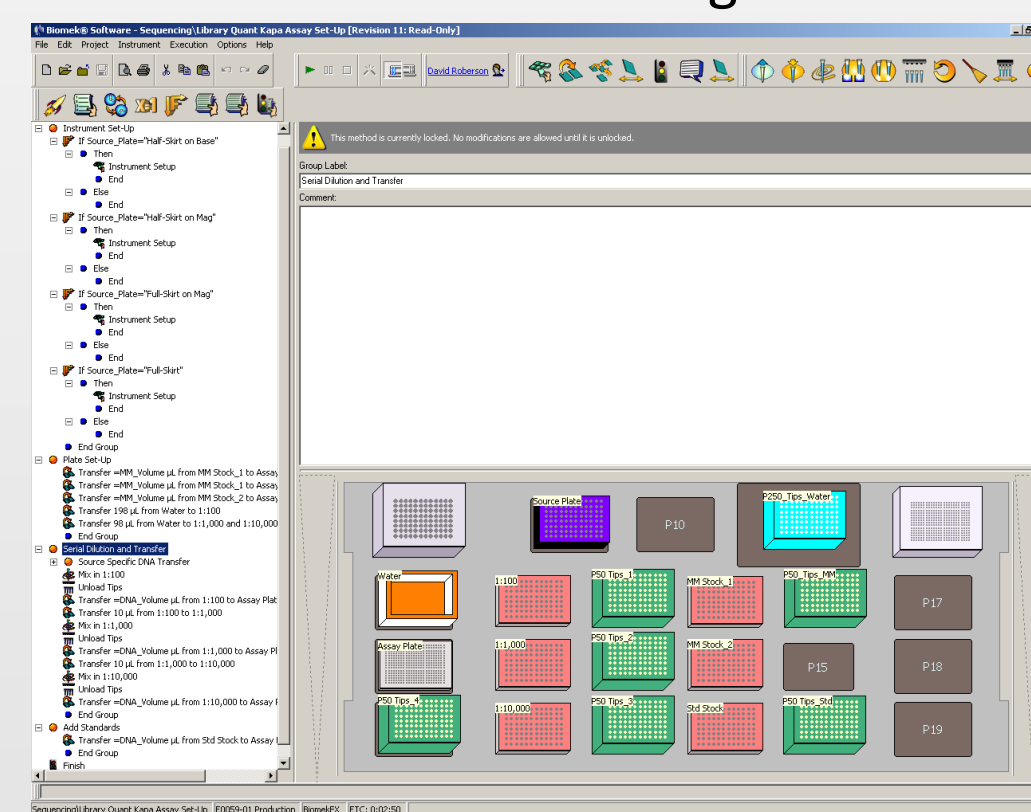 Biomek® Software - Sequencing\Library Quant Kapa Assay Set-Up [Revision 11: Read-Only]
File Edit Project Instrument Execution Options Help
David Roberson
This method is currently locked. No modifications are allowed until it is unlocked.
Group Label:
Serial Dilution and Transfer
Comment:
Instrument Set-Up
If Source_Plate="Half-Skirt on Base"
Then
Instrument Setup
End
Else
End
If Source_Plate="Half-Skirt on Mag"
Then
Instrument Setup
End
Else
End
If Source_Plate="Full-Skirt on Mag"
Then
Instrument Setup
End
Else
End
If Source_Plate="Full-Skirt"
Then
Instrument Setup
End
Else
End
End Group
Plate Set-Up
Transfer =MM_Volume µL from MM Stock_1 to Assay
Transfer =MM_Volume µL from MM Stock_1 to Assay
Transfer =MM_Volume µL from MM Stock_2 to Assay
Transfer 198 µL from Water to 1:100
Transfer 98 µL from Water to 1:1,000 and 1:10,000
End Group
Serial Dilution and Transfer
Source Specific DNA Transfer
Mix in 1:100
Unload Tips
Transfer =DNA_Volume µL from 1:100 to Assay Plat
Transfer 10 µL from 1:100 to 1:1,000
Mix in 1:1,000
Unload Tips
Transfer =DNA_Volume µL from 1:1,000 to Assay Pl
Transfer 10 µL from 1:1,000 to 1:10,000
Mix in 1:10,000
Unload Tips
Transfer =DNA_Volume µL from 1:10,000 to Assay
End Group
Add Standards
Transfer =DNA_Volume µL from Std Stock to Assay
End Group
Finish
Source Plate
P10
P250_Tips_Water
Water
1:100
P50 Tips_1
MM Stock_1
P50 Tips_MM
P17
Assay Plate
1:1,000
P50 Tips_2
MM Stock_2
P15
P18
P50 Tips_4
1:10,000
P50 Tips_3
Std Stock
P50 Tips_Std
P19
Sequencing\Library Quant Kapa Assay Set-Up E0059-01 Production BiomekFX ETC: 0:02:50